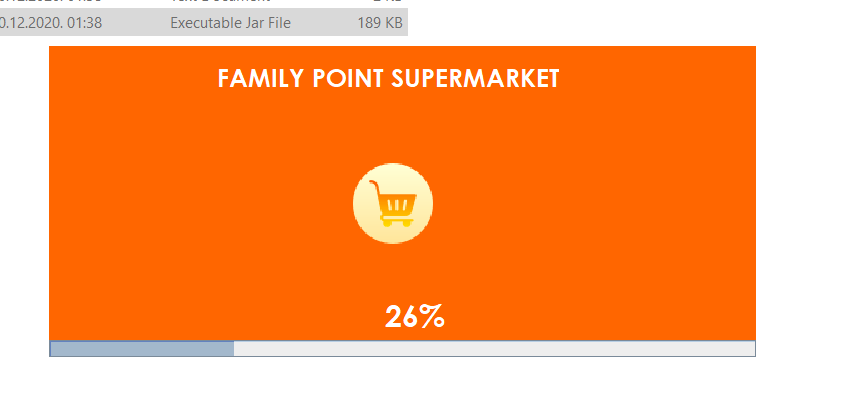 0.12.2020. 01:38 Executable Jar File 189 KB
FAMILY POINT SUPERMARKET
26%